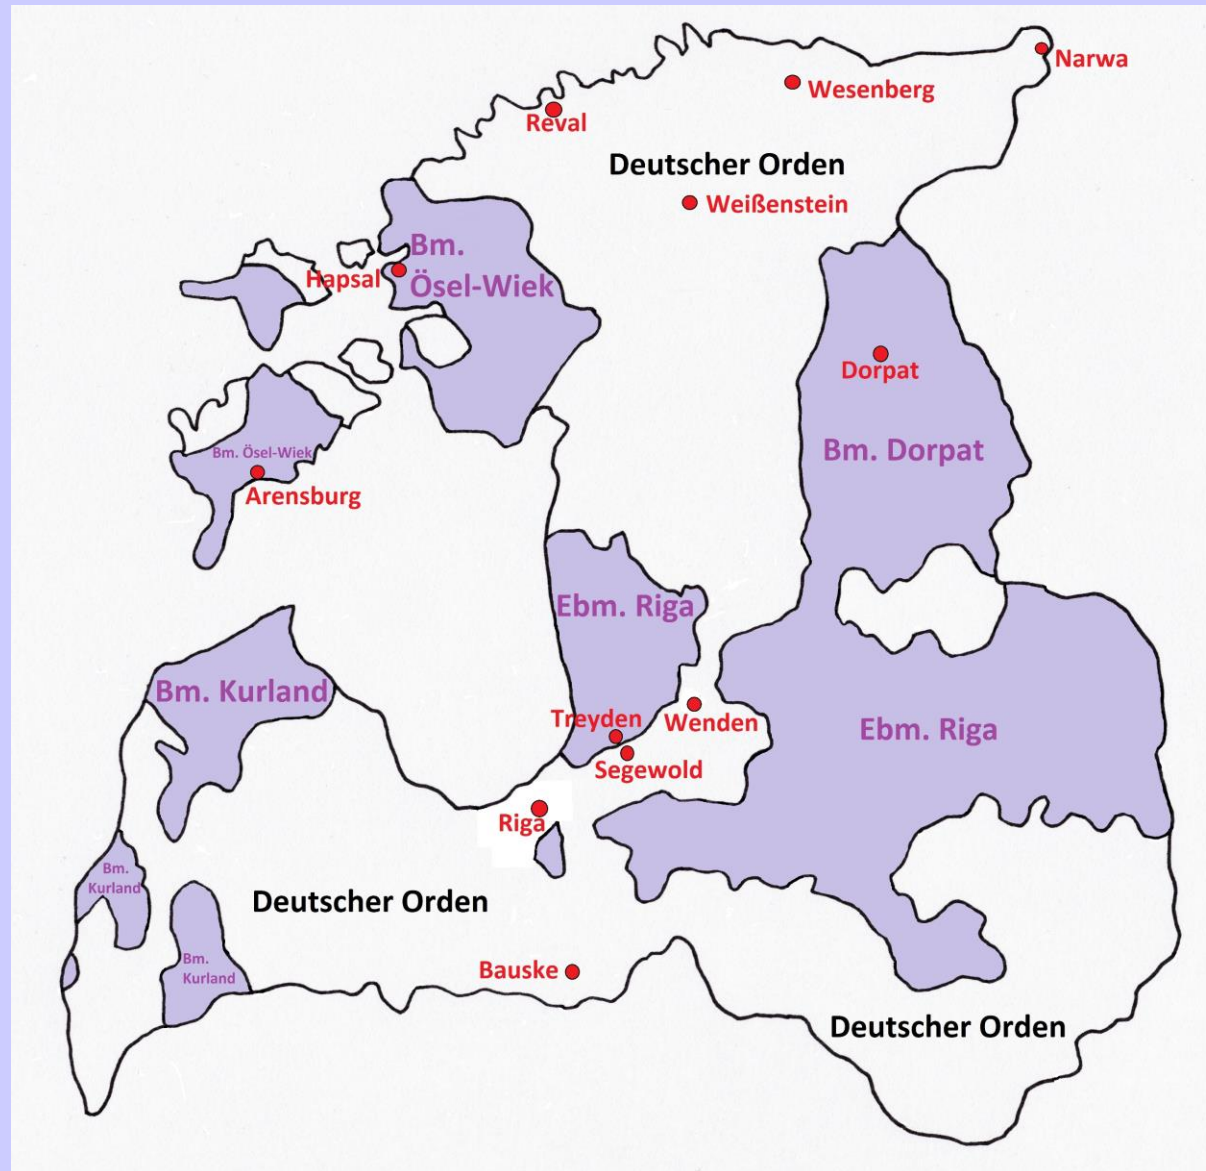 Narwa
Wesenberg
Reval
Deutscher Orden
Weißenstein
Bm.
Ösel-Wiek
Hapsal
Dorpat
Bm. Dorpat
Bm. Ösel-Wiek
Arensburg
Ebm. Riga
Bm. Kurland
Treyden
Wenden
Ebm. Riga
Segewold
Riga
Bm.
Kurland
Deutscher Orden
Bm.
Kurland
Bauske
Deutscher Orden